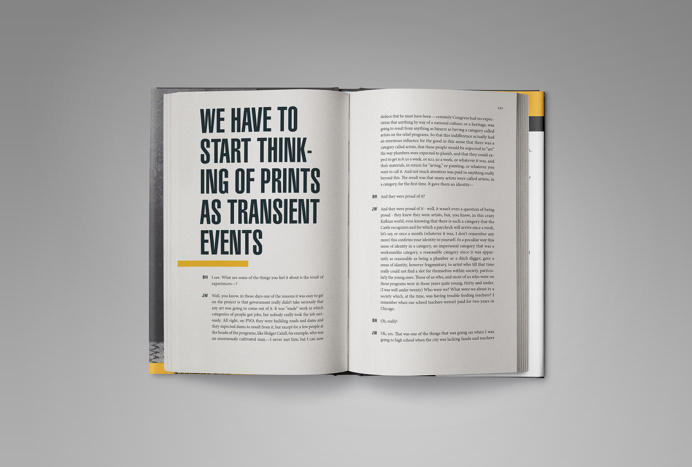 WE HAVE TO
START THINK-
ING OF PRINTS
AS TRANSIENT
EVENTS
BH I see. What are some of the things you feel it about is the result of
experiences—?
JW Well, you know, in those days one of the reasons it was easy to get
on the project is that government really didn't take seriously that
any art was going to come out of it. It was "made" work in which
categories of people got jobs, but nobody really took the job seri-
ously. All right, on PWA they were building roads and dams and
they expected dams to result from it, but except for a few people at
the heads of the programs, like Holger Cahill, for example, who was
an enormously cultivated man—I never met him, but I can now
deduce that he must have been — certainly Congress had no expec-
tation that anything by way of a national culture, or a heritage, was
going to result from anything as bizarre as having a category called
artists on the relief programs. So that this indifference actually had
an enormous influence for the good in this sense that there was a
category called artists, that these people would be expected to "art"
the way plumbers were expected to plumb, and that they could ex-
pect to get a week, or a week, or whatever it was, and
their materials, in return for "arting," or painting, or whatever you
want to call it. And not much attention was paid to anything really
beyond this. The result was that many artists were called artists, in
a category for the first time. It gave them an identity—
BH And they were proud of it?
JW And they were proud of it - well, it wasn't even a question of being
proud - they knew they were artists, but, you know, in this crazy
Kafkian world, even knowing that there is such a category that the
Castle recognizes and for which a paycheck will arrive once a week,
let's say, or once a month (whatever it was, I don't remember any
more) this confirms your identity to yourself. In a peculiar way this
sense of identity in a category, an impersonal category that was a
workmanlike category, a reasonable category since it was appar-
ently as reasonable as being a plumber or a ditch digger, gave a
sense of identity, however fragmentary, to artist who till that time
really could not find a slot for themselves within society, particu-
larly the young ones. Those of us who, and most of us who were on
these programs were in those years quite young, thirty and under.
(I was well under twenty) Who were we? What were we about in a
society which, at the time, was having trouble feeding teachers? I
remember when our school teachers weren't paid for two years in
Chicago.
BH Oh, really?
JW Oh, yes. That was one of the things that was going on when I was
going to high school when the city was lacking funds and teachers